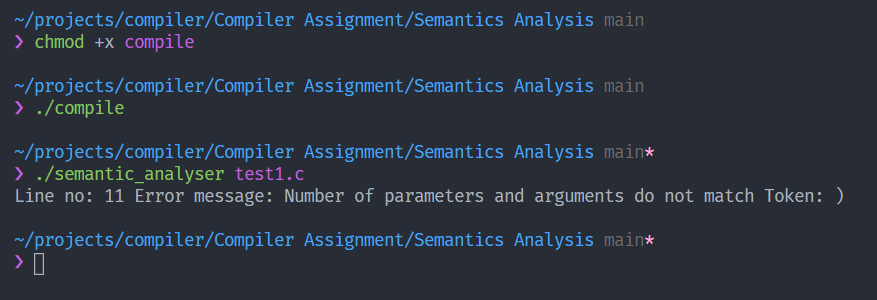 ~/projects/compiler/Compiler Assignment/Semantics Analysis main
❯ chmod +x compile
~/projects/compiler/Compiler Assignment/Semantics Analysis main
❯ ./compile
~/projects/compiler/Compiler Assignment/Semantics Analysis main*
❯ ./semantic_analyser test1.c
Line no: 11 Error message: Number of parameters and arguments do not match Token: )
~/projects/compiler/Compiler Assignment/Semantics Analysis main*
❯